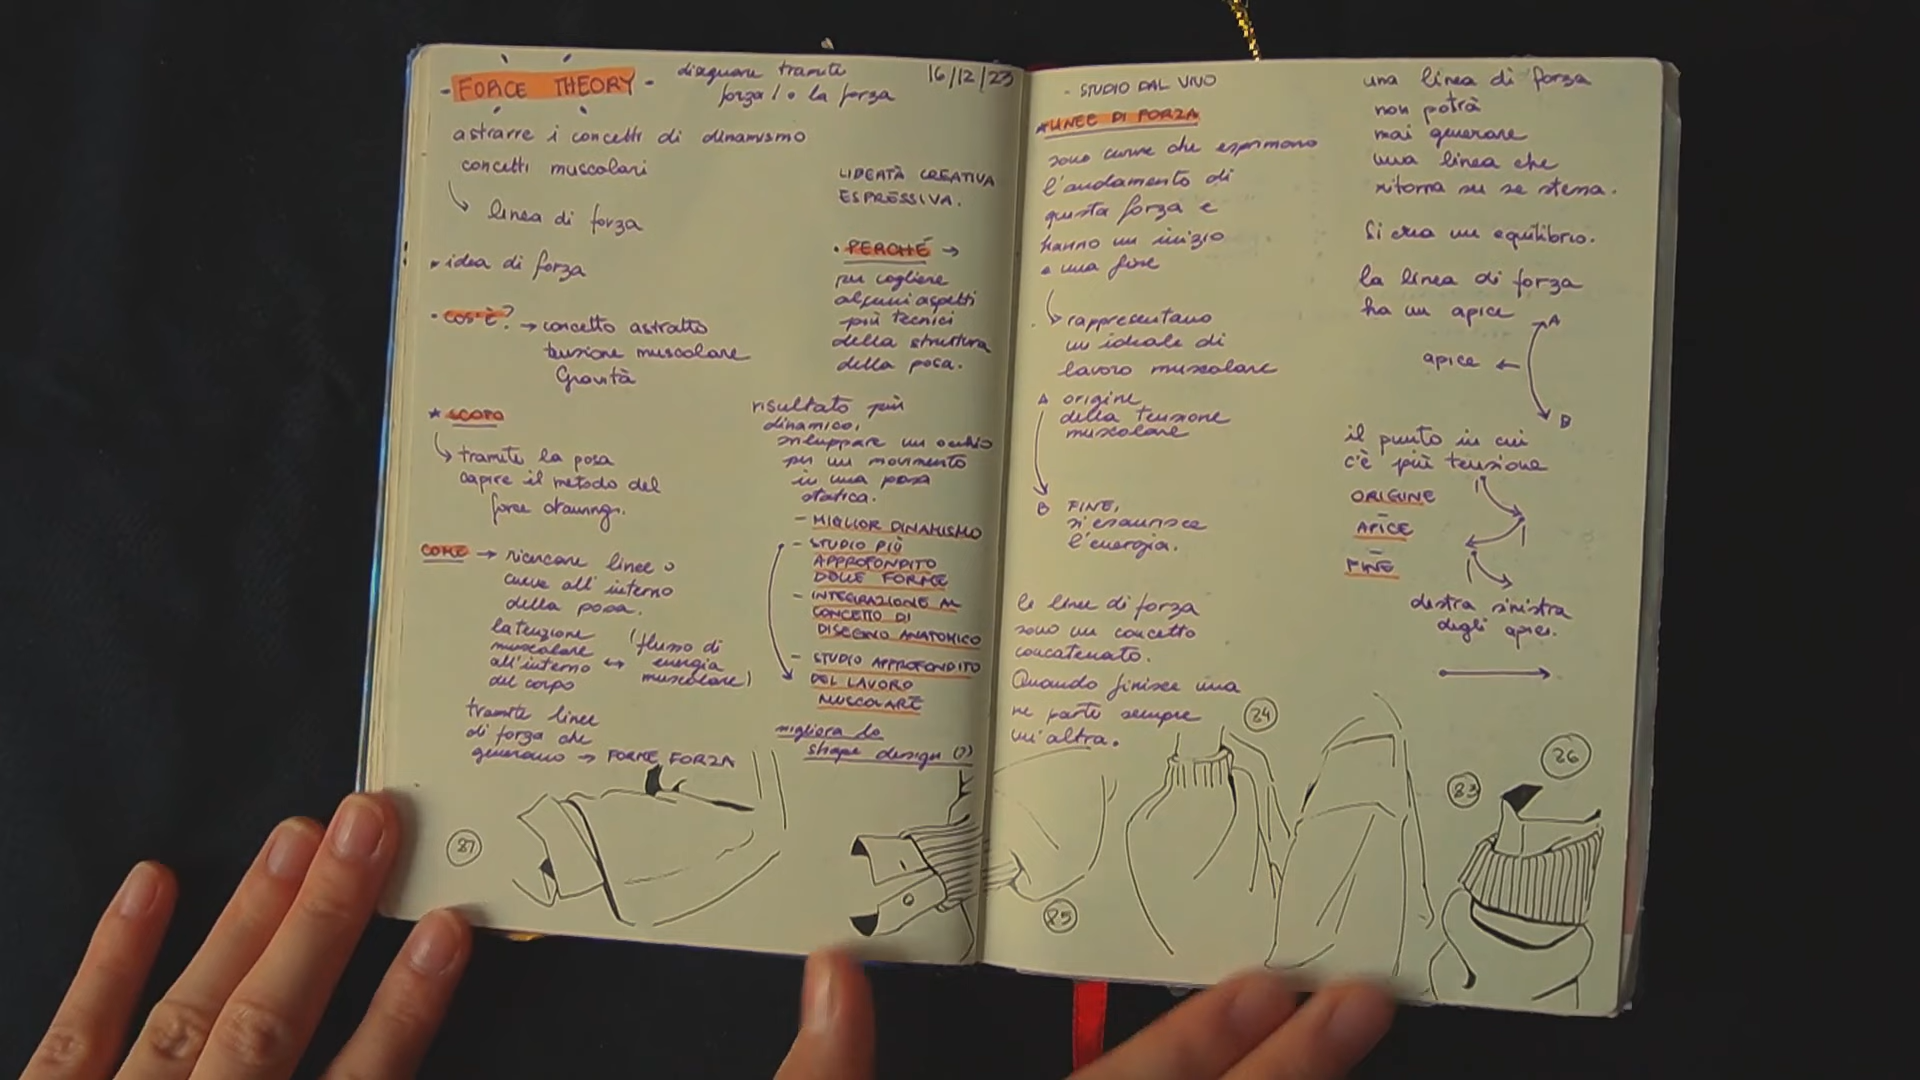 - FORCE THEORY -
disegnare tramite
forza / o la forza
16/12/23
astrarre i concetti di dinamismo
concetti muscolari
linea di forza
idea di forza
• COS'È? → concetto astratto
tensione muscolare
Gravità
★ SCOPO
tramite la posa
capire il metodo del
force drawings.
COME → ricercare linee o
curve all'interno
della posa.
la tensione
muscolare
all'interno ↔
del corpo
(flusso di
energia
muscolare)
tramite linee
di forza che
generano → FORME FORZA
87
LIBERTÀ CREATIVA
ESPRESSIVA.
• PERCHÉ →
per cogliere
alcuni aspetti
più tecnici
della struttura
della posa.
risultato più
dinamico,
sviluppare un occhio
per un movimento
in una posa
statica.
- MIGLIOR DINAMISMO
- STUDIO PIÙ
APPROFONDITO
DELLE FORME
- INTEGRAZIONE AL
CONCETTO DI
DISEGNO ANATOMICO
- STUDIO APPROFONDITO
DEL LAVORO
MUSCOLARE
migliora lo
shape design (?)
- STUDIO DAL VIVO
★ LINEE DI FORZA
sono curve che esprimono
l'andamento di
questa forza e
hanno un inizio
e una fine
rappresentano
un ideale di
lavoro muscolare
A origine
della tensione
muscolare
B FINE,
si esaurisce
l'energia.
le linee di forza
sono un concetto
concatenato.
Quando finisce una
ne parte sempre
un'altra.
una linea di forza
non potrà
mai generare
una linea che
ritorna su se stessa.
Si crea un equilibrio.
la linea di forza
ha un apice
A
apice ←
B
il punto in cui
c'è più tensione
ORIGINE
–
APICE
–
FINE
destra sinistra
degli apici.
84
85
83
86